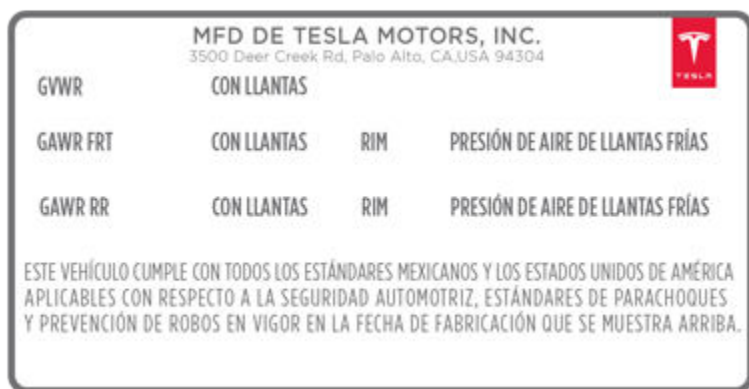 MFD DE TESLA MOTORS, INC.
3500 Deer Creek Rd, Palo Alto, CA,USA 94304
TESLA
GVWR CON LLANTAS
GAWR FRT CON LLANTAS RIM PRESIÓN DE AIRE DE LLANTAS FRÍAS
GAWR RR CON LLANTAS RIM PRESIÓN DE AIRE DE LLANTAS FRÍAS
ESTE VEHÍCULO CUMPLE CON TODOS LOS ESTÁNDARES MEXICANOS Y LOS ESTADOS UNIDOS DE AMÉRICA
APLICABLES CON RESPECTO A LA SEGURIDAD AUTOMOTRIZ, ESTÁNDARES DE PARACHOQUES
Y PREVENCIÓN DE ROBOS EN VIGOR EN LA FECHA DE FABRICACIÓN QUE SE MUESTRA ARRIBA.